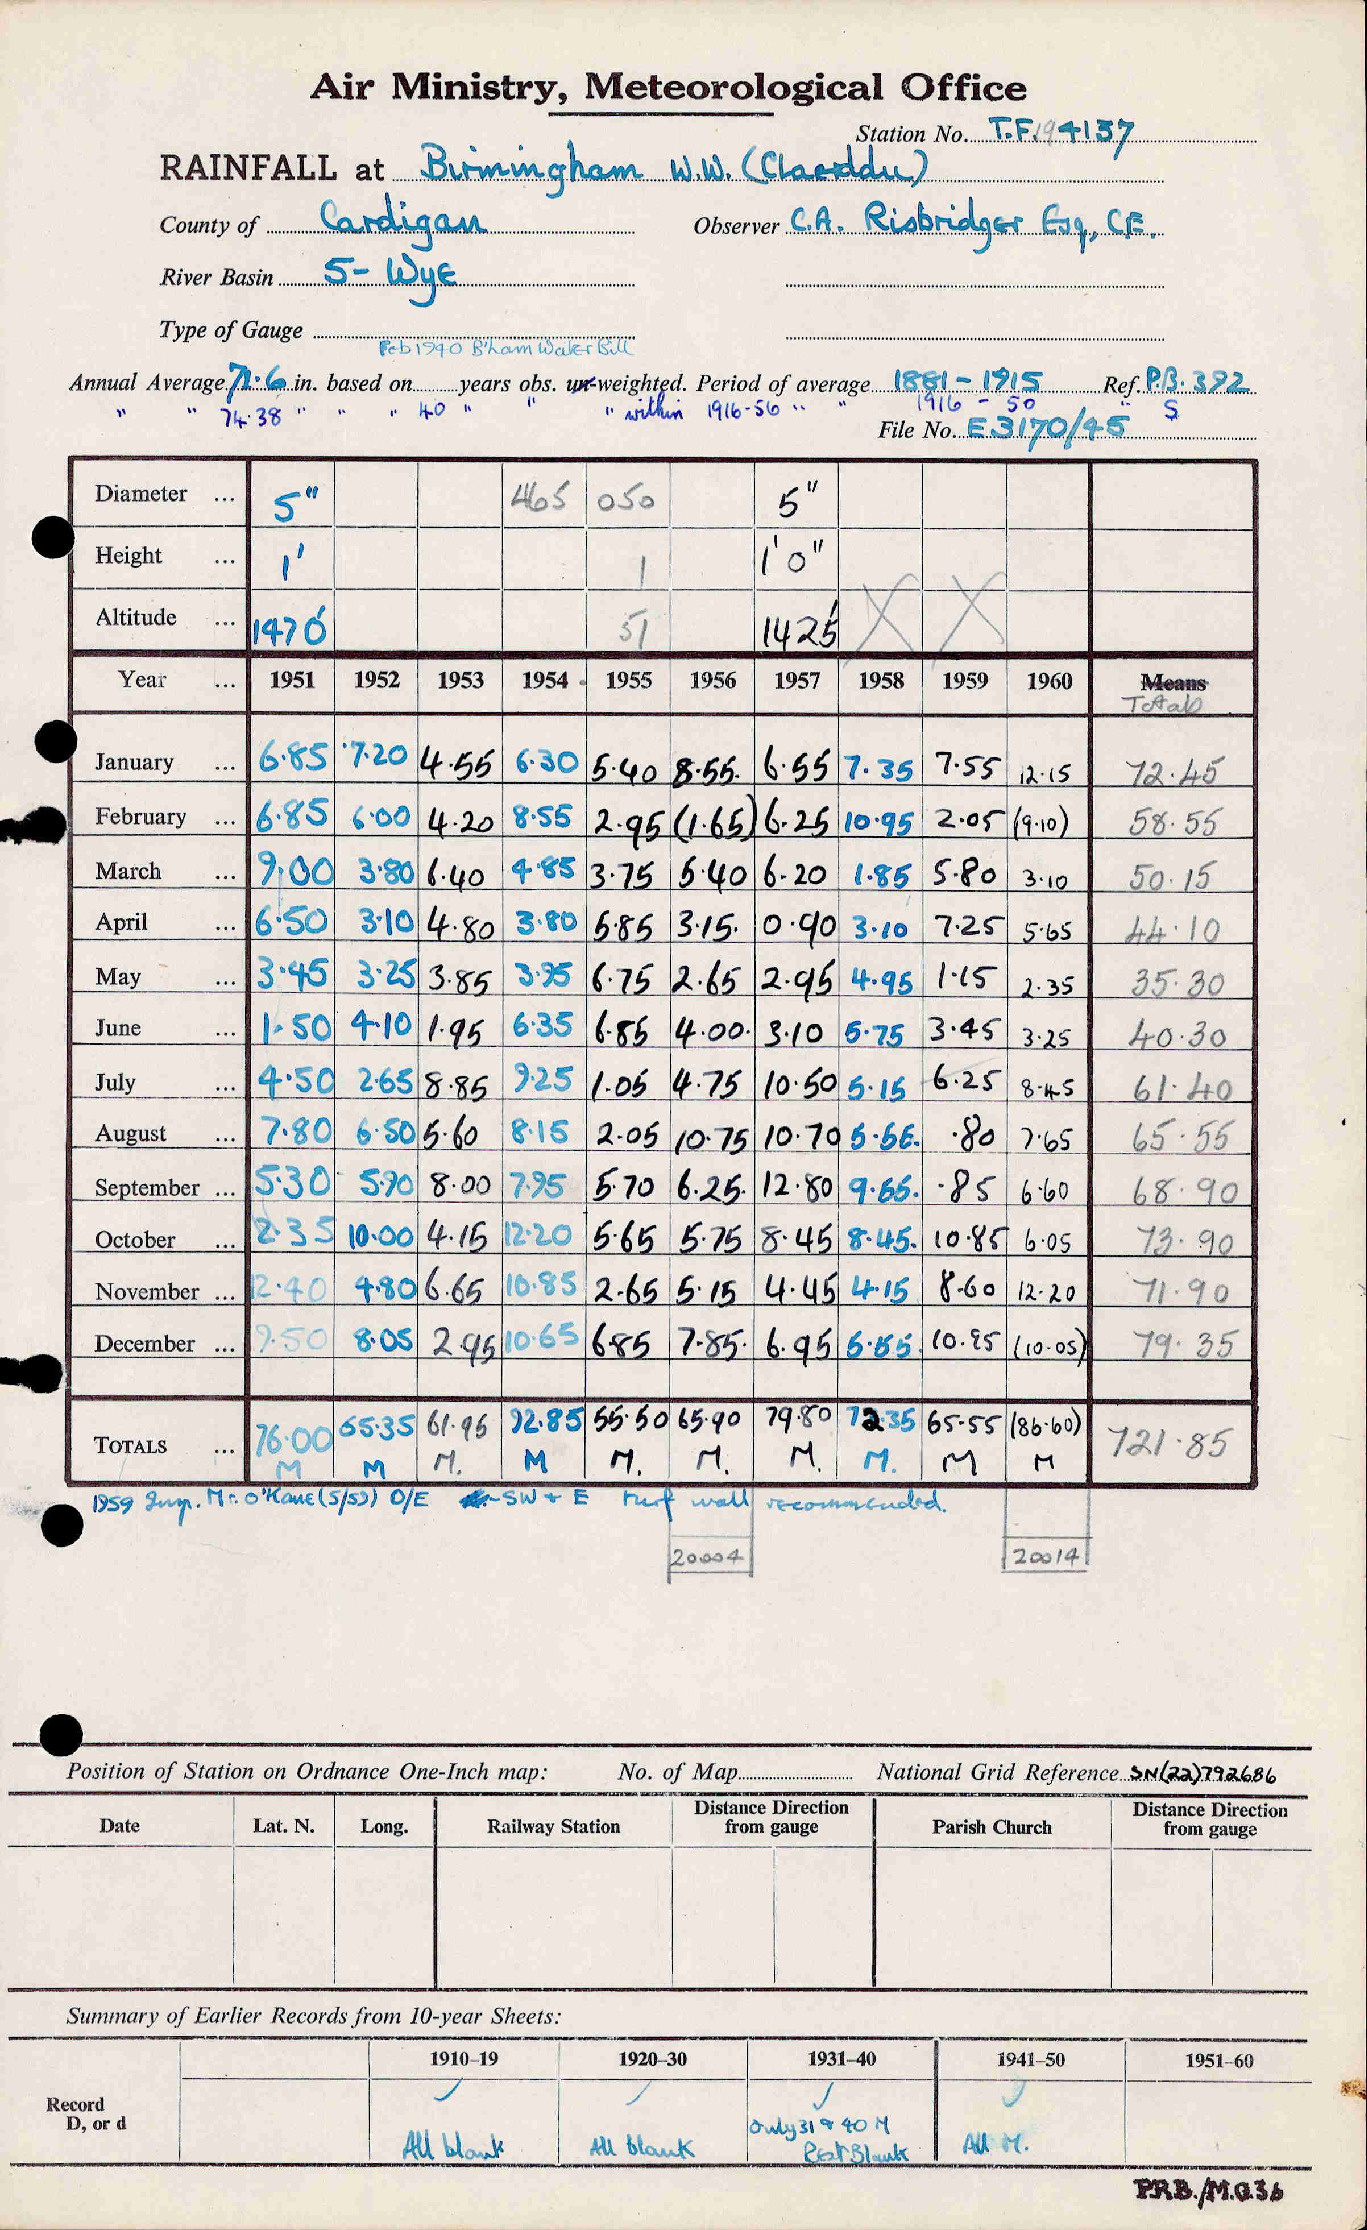 Air Ministry, Meteorological Office
Station No. T.F. 19 4137
RAINFALL at Birmingham W.W. (Claerddu)
County of Cardigan Observer C.A. Risbridger Esq, C.E.
River Basin 5- Wye
Type of Gauge
Feb 1940 B'ham Water Bill
Annual Average 71.6 in. based on years obs. un-weighted. Period of average 1881-1915 Ref. P.B. 392
" " 74.38 " " " 40 " " " within 1916-56 " " 1916-50 " S
File No. E3170/45
Diameter ... 5" 465 050 5"
Height ... 1' 1 1'0"
Altitude ... 1470' 51 1425' X X
Year ... 1951 1952 1953 1954 1955 1956 1957 1958 1959 1960 Means
Totals
January ... 6.85 7.20 4.55 6.30 5.40 8.55 6.55 7.35 7.55 12.15 72.45
February ... 6.85 6.00 4.20 8.55 2.95 (1.65) 6.25 10.95 2.05 (9.10) 58.55
March ... 9.00 3.80 6.40 4.85 3.75 5.40 6.20 1.85 5.80 3.10 50.15
April ... 6.50 3.10 4.80 3.80 5.85 3.15 0.90 3.10 7.25 5.65 44.10
May ... 3.45 3.25 3.85 3.95 6.75 2.65 2.95 4.95 1.15 2.35 35.30
June ... 1.50 4.10 1.95 6.35 6.85 4.00 3.10 5.75 3.45 3.25 40.30
July ... 4.50 2.65 8.85 9.25 1.05 4.75 10.50 5.15 6.25 8.45 61.40
August ... 7.80 6.50 5.60 8.15 2.05 10.75 10.70 5.55 .80 7.65 65.55
September ... 5.30 5.90 8.00 7.95 5.70 6.25 12.80 9.55 .85 6.60 68.90
October ... 2.35 10.00 4.15 12.20 5.65 5.75 8.45 8.45 10.85 6.05 73.90
November ... 12.40 4.80 6.65 10.85 2.65 5.15 4.45 4.15 8.60 12.20 71.90
December ... 9.50 8.05 2.95 10.65 6.85 7.85 6.95 5.55 10.95 (10.05) 79.35
TOTALS ... 76.00 65.35 61.95 92.85 55.50 65.90 79.80 72.35 65.55 (86.60) 721.85
M M M. M M. M. M. M. M M
1959 Insp. Mr. O'Kane (5/59) O/E SW & E turf wall recommended.
20004 20014
Position of Station on Ordnance One-Inch map: No. of Map National Grid Reference SN(22)792686
Date Lat. N. Long. Railway Station Distance Direction from gauge Parish Church Distance Direction from gauge
Summary of Earlier Records from 10-year Sheets:
1910-19 1920-30 1931-40 1941-50 1951-60
Record D, or d
All blank All blank Only 31 & 40 M Rest Blank All M.
P.R.B./M.O.36